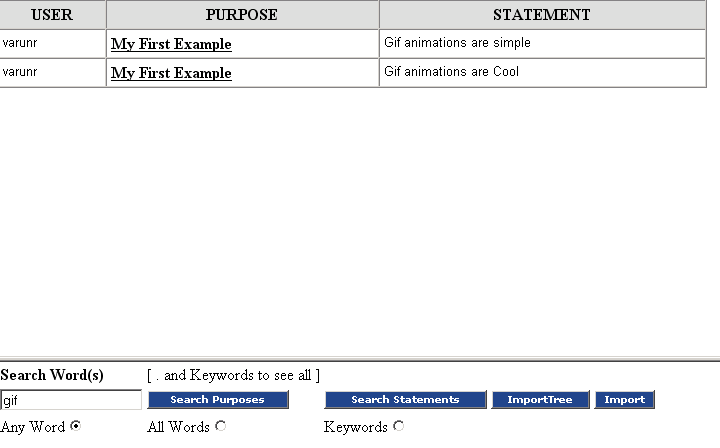 USER PURPOSE STATEMENT
varunr My First Example Gif animations are simple
varunr My First Example Gif animations are Cool
Search Word(s) [ . and Keywords to see all ]
gif Search Purposes Search Statements ImportTree Import
Any Word All Words Keywords